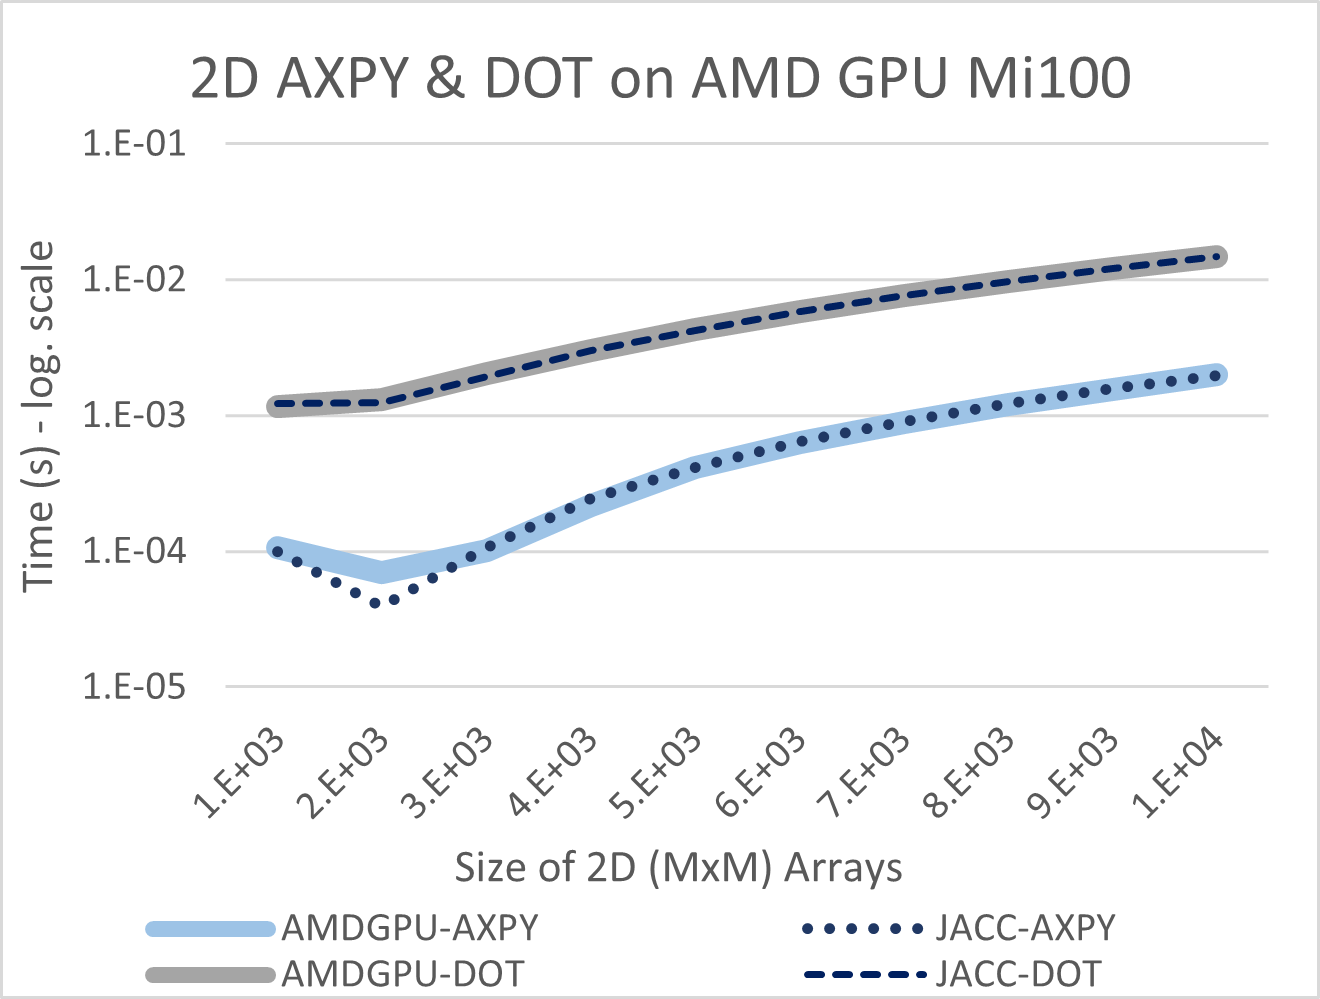 2D AXPY & DOT on AMD GPU Mi100
Time (s) - log. scale
1.E-01
1.E-02
1.E-03
1.E-04
1.E-05
1.E+03
2.E+03
3.E+03
4.E+03
5.E+03
6.E+03
7.E+03
8.E+03
9.E+03
1.E+04
Size of 2D (MxM) Arrays
AMDGPU-AXPY
JACC-AXPY
AMDGPU-DOT
JACC-DOT